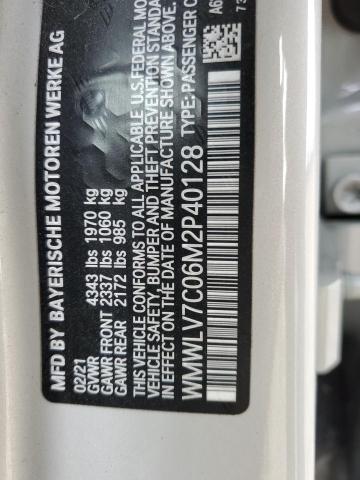 MFD BY BAYERISCHE MOTOREN WERKE AG
02/21
GVWR 4343 lbs 1970 kg
GAWR FRONT 2337 lbs 1060 kg
GAWR REAR 2172 lbs 985 kg
THIS VEHICLE CONFORMS TO ALL APPLICABLE U.S.FEDERAL MO
VEHICLE SAFETY, BUMPER AND THEFT PREVENTION STANDA
IN EFFECT ON THE DATE OF MANUFACTURE SHOWN ABOVE.
WMWLV7C06M2P40128 TYPE: PASSENGER C